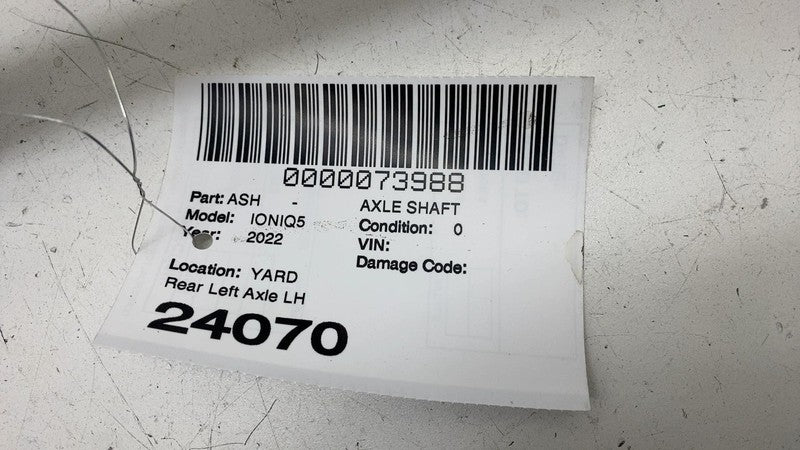 0000073988
Part: ASH - AXLE SHAFT
Model: IONIQ5 Condition: 0
Year: 2022 VIN:
Damage Code:
Location: YARD
Rear Left Axle LH
24070